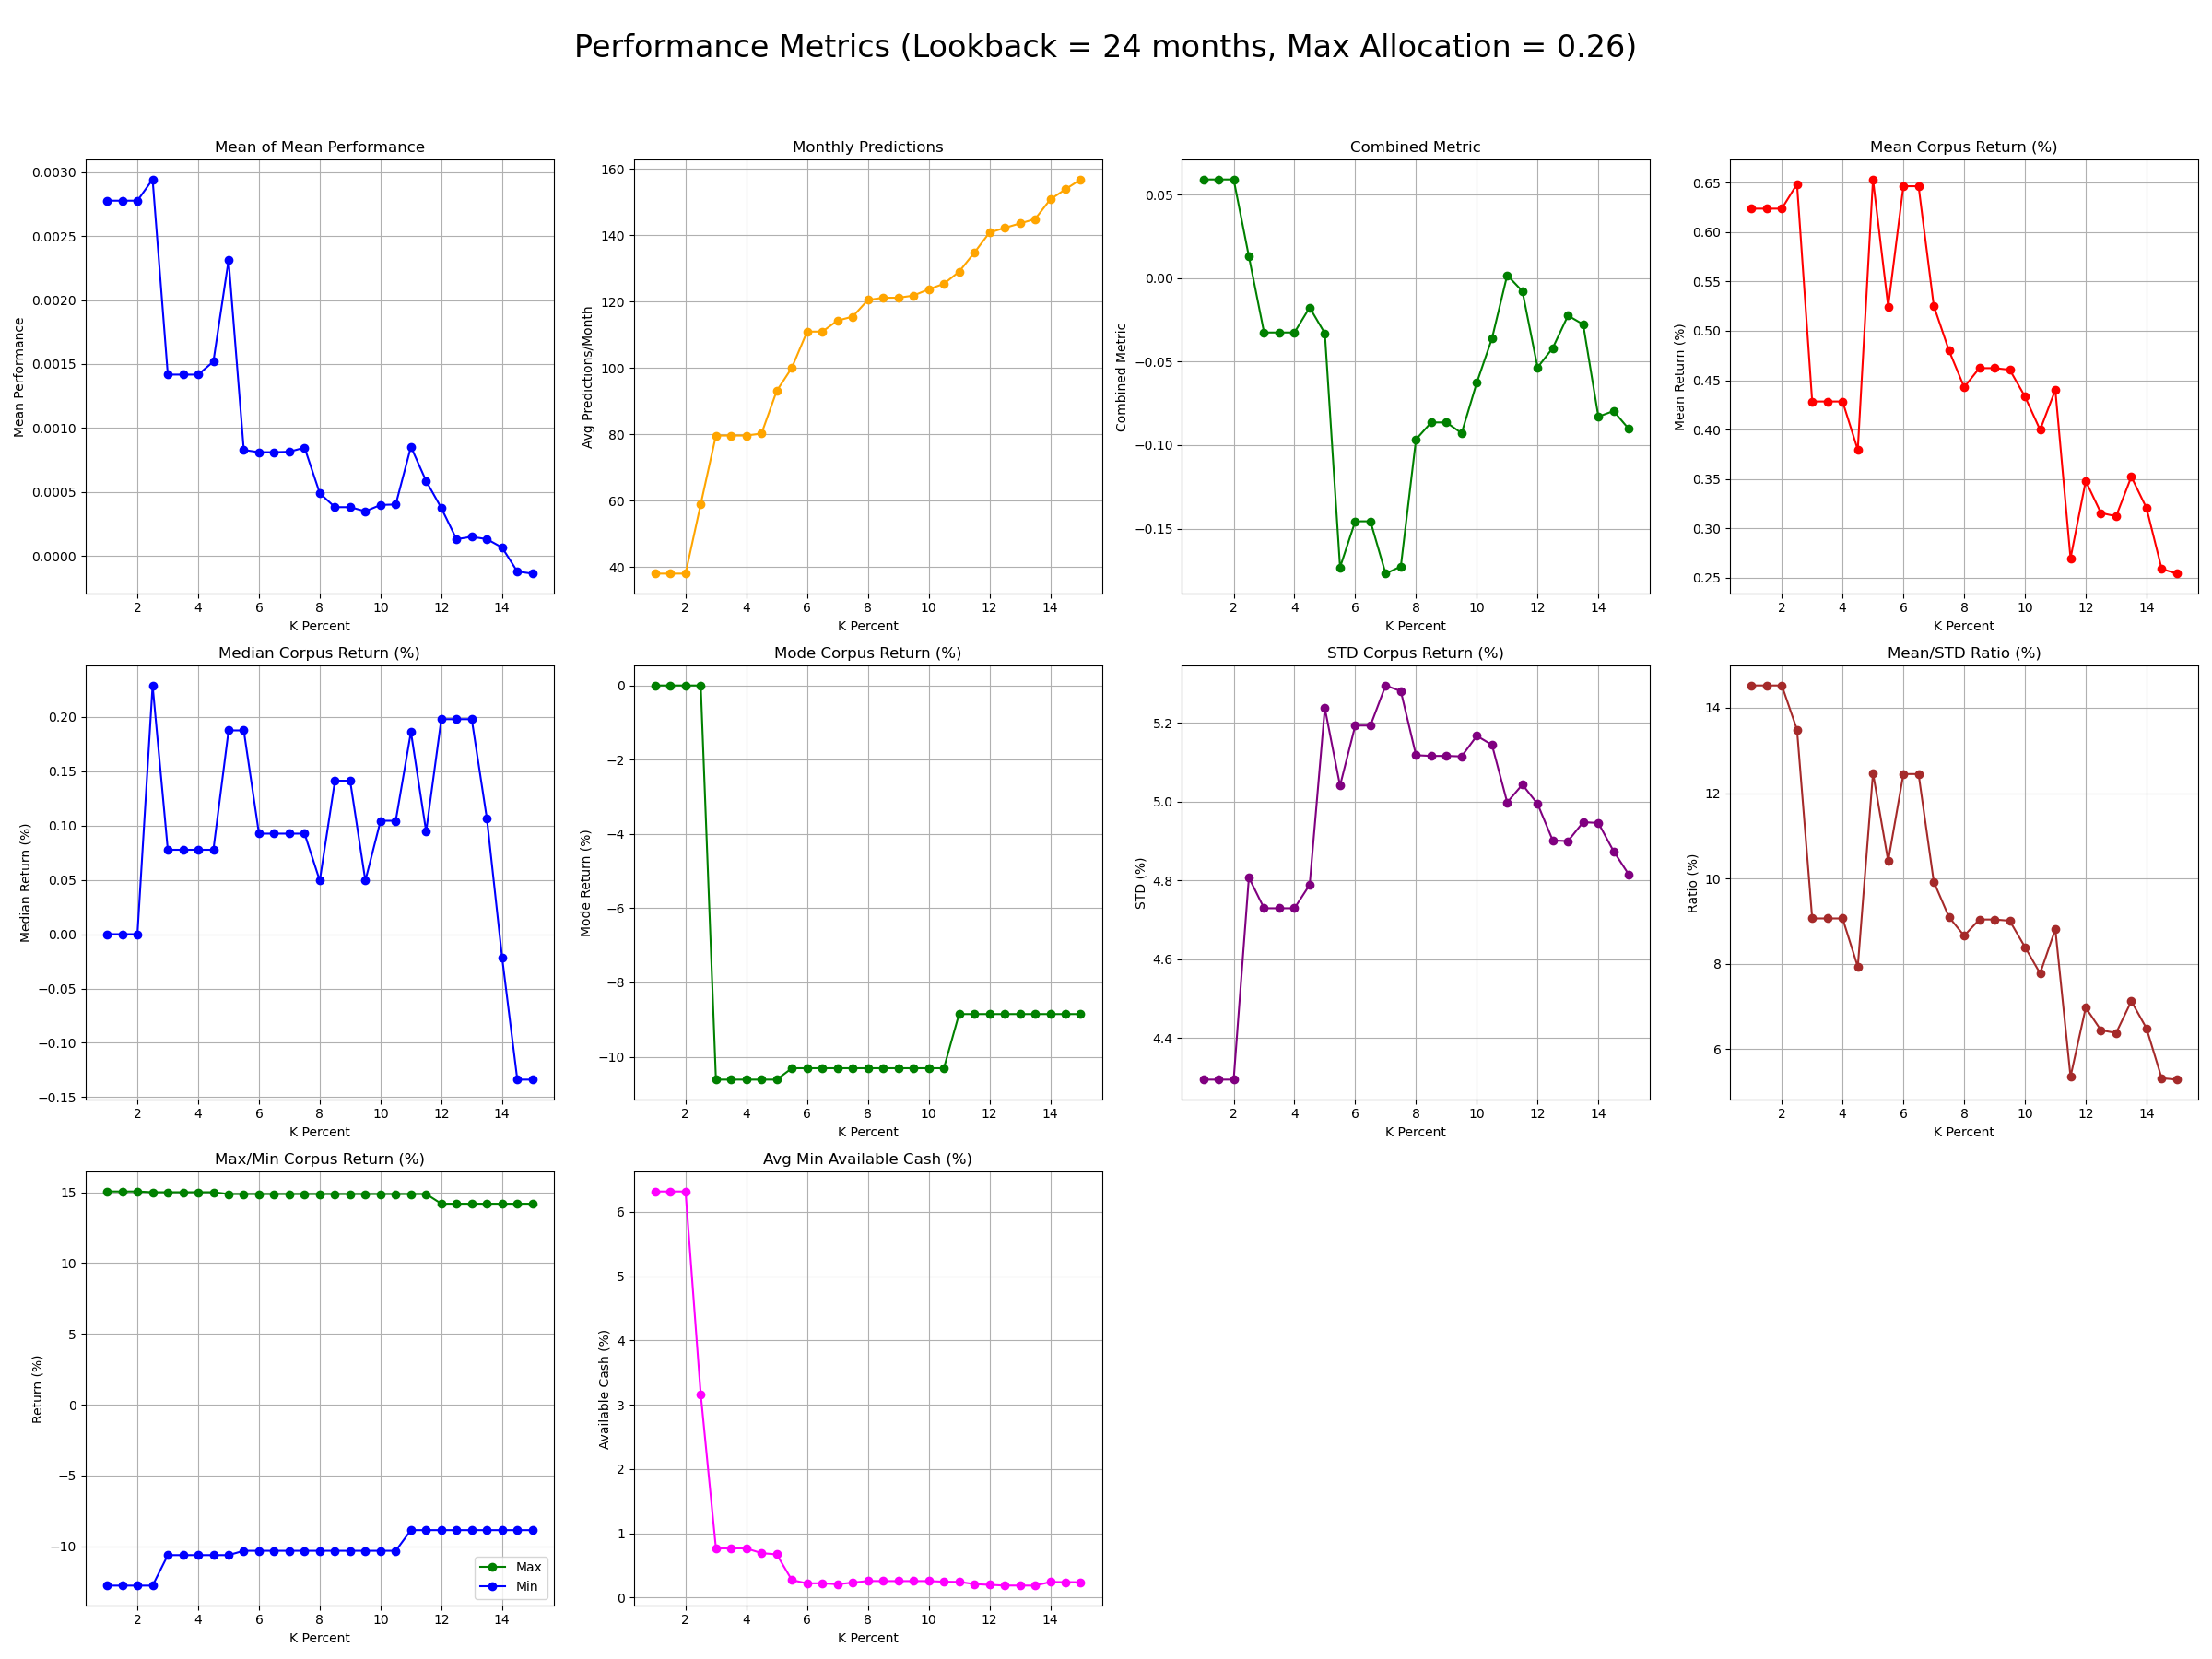 Performance Metrics (Lookback = 24 months, Max Allocation = 0.26)
Mean of Mean Performance
Mean Performance
0.0030
0.0025
0.0020
0.0015
0.0010
0.0005
0.0000
2 4 6 8 10 12 14
K Percent
Monthly Predictions
Avg Predictions/Month
160
140
120
100
80
60
40
2 4 6 8 10 12 14
K Percent
Combined Metric
Combined Metric
0.05
0.00
−0.05
−0.10
−0.15
2 4 6 8 10 12 14
K Percent
Mean Corpus Return (%)
Mean Return (%)
0.65
0.60
0.55
0.50
0.45
0.40
0.35
0.30
0.25
2 4 6 8 10 12 14
K Percent
Median Corpus Return (%)
Median Return (%)
0.20
0.15
0.10
0.05
0.00
−0.05
−0.10
−0.15
2 4 6 8 10 12 14
K Percent
Mode Corpus Return (%)
Mode Return (%)
0
−2
−4
−6
−8
−10
2 4 6 8 10 12 14
K Percent
STD Corpus Return (%)
STD (%)
5.2
5.0
4.8
4.6
4.4
2 4 6 8 10 12 14
K Percent
Mean/STD Ratio (%)
Ratio (%)
14
12
10
8
6
2 4 6 8 10 12 14
K Percent
Max/Min Corpus Return (%)
Return (%)
15
10
5
0
−5
−10
Max
Min
2 4 6 8 10 12 14
K Percent
Avg Min Available Cash (%)
Available Cash (%)
6
5
4
3
2
1
0
2 4 6 8 10 12 14
K Percent